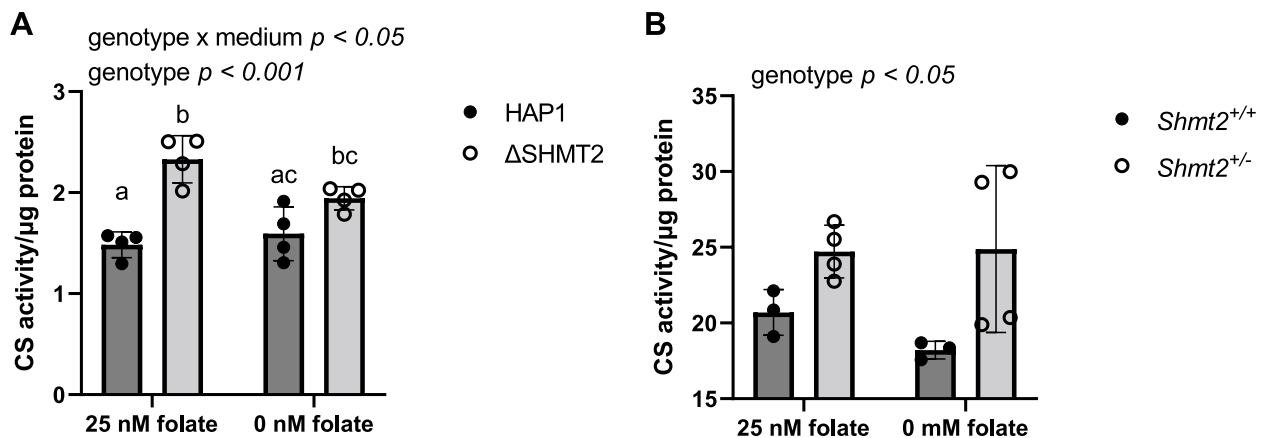 A
genotype x medium p < 0.05
genotype p < 0.001
CS activity/µg protein
3
2
1
0
a
b
ac
bc
25 nM folate
0 nM folate
HAP1
ΔSHMT2
B
genotype p < 0.05
CS activity/µg protein
35
30
25
20
15
25 nM folate
0 mM folate
Shmt2+/+
Shmt2+/-